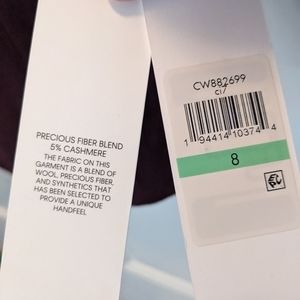 PRECIOUS FIBER BLEND
5% CASHMERE
THE FABRIC ON THIS
GARMENT IS A BLEND OF
WOOL, PRECIOUS FIBER,
AND SYNTHETICS THAT
HAS BEEN SELECTED TO
PROVIDE A UNIQUE
HANDFEEL
CW882699
1 94414 10374 4
8